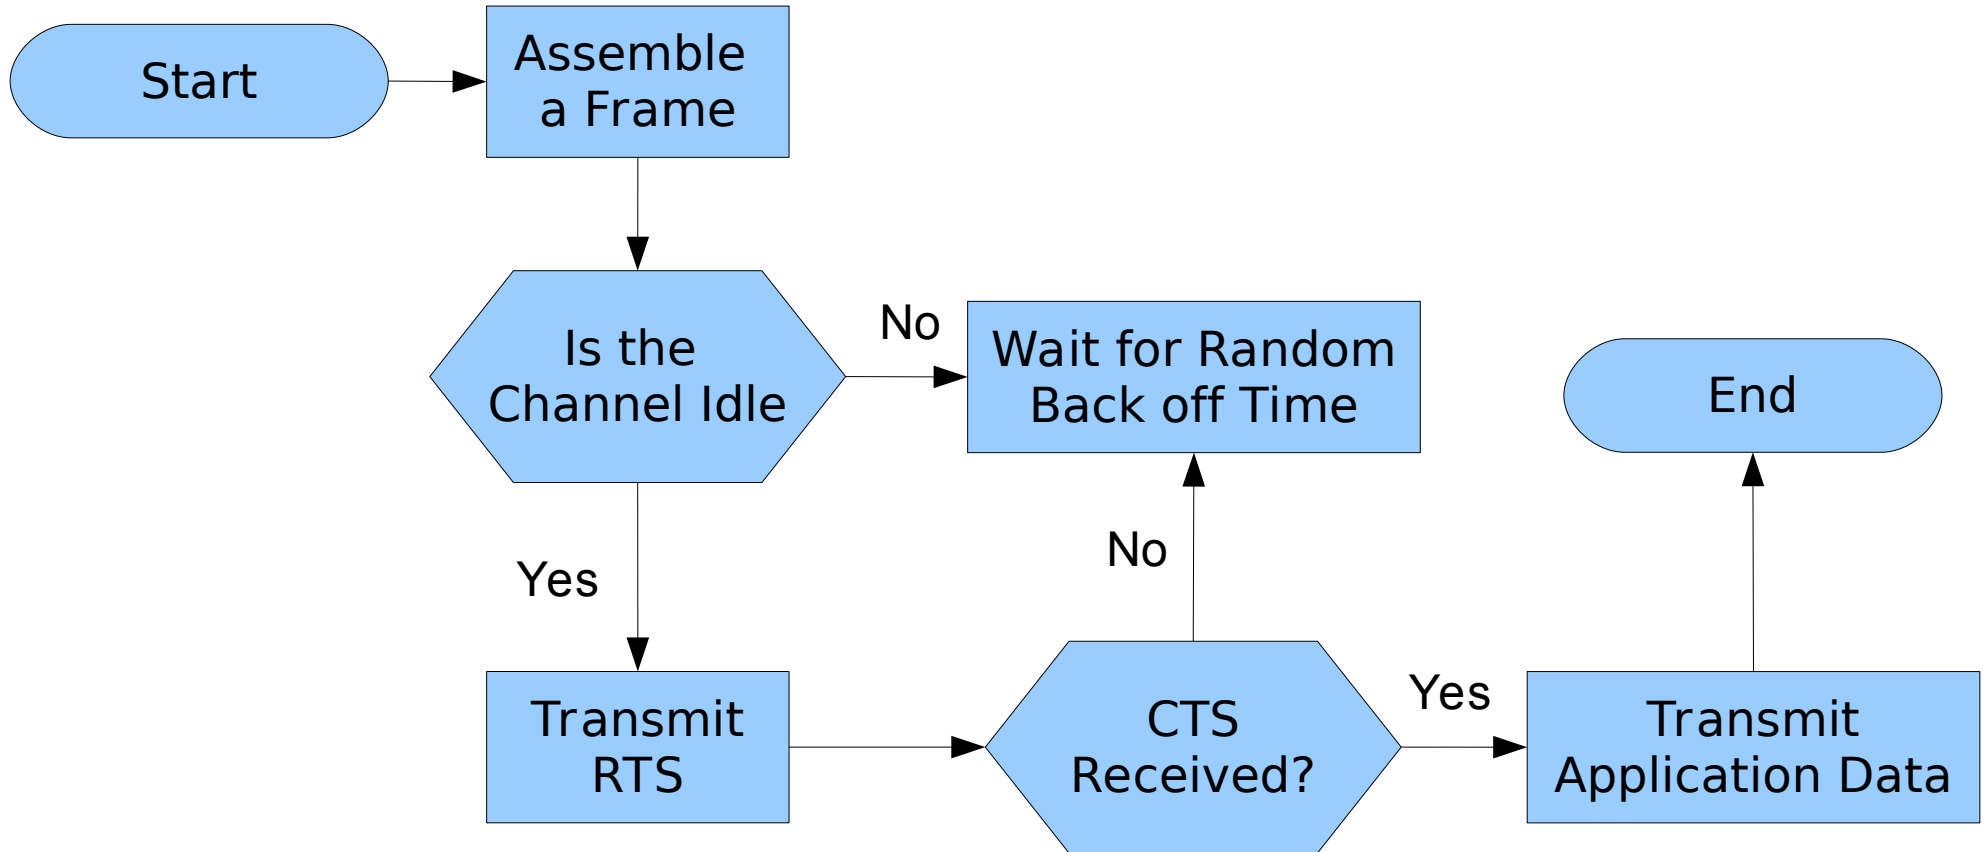 Start
Assemble
a Frame
Is the
Channel Idle
No
Wait for Random
Back off Time
End
Yes
No
Transmit
RTS
CTS
Received?
Yes
Transmit
Application Data